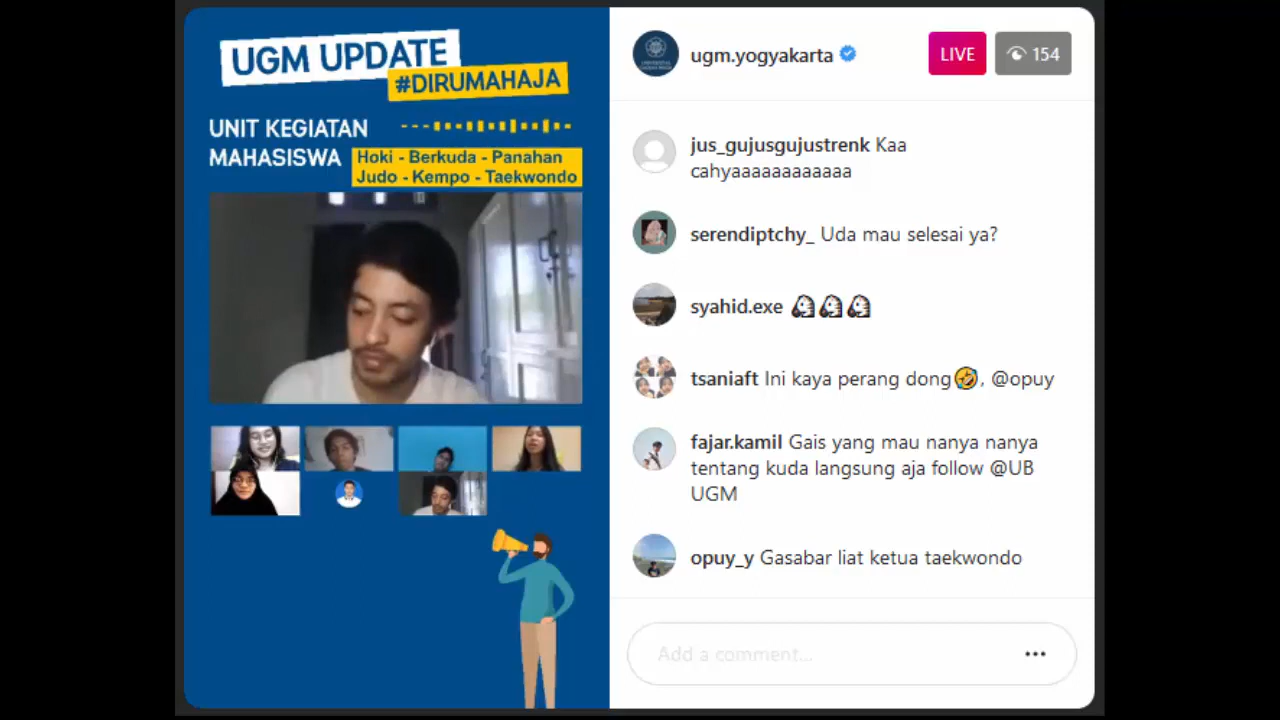 UGM UPDATE
#DIRUMAHAJA
UNIT KEGIATAN
MAHASISWA
Hoki - Berkuda - Panahan
Judo - Kempo - Taekwondo
ugm.yogyakarta
LIVE
154
jus_gujusgujustrenk Kaa
cahyaaaaaaaaaaaa
serendiptchy_ Uda mau selesai ya?
syahid.exe 🐴🐴🐴
tsaniaft Ini kaya perang dong🤣, @opuy
fajar.kamil Gais yang mau nanya nanya
tentang kuda langsung aja follow @UB
UGM
opuy_y Gasabar liat ketua taekwondo
Add a comment...